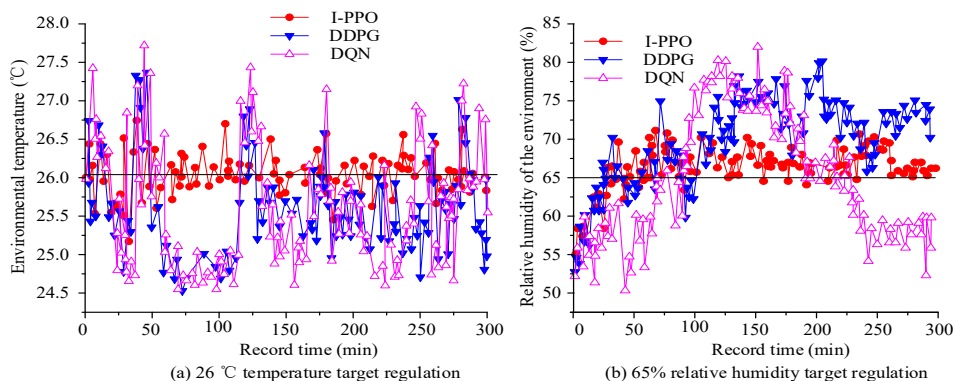 I-PPO
DDPG
DQN
28.0
27.5
27.0
26.5
26.0
25.5
25.0
24.5
0
50
100
150
200
250
300
Environmental temperature (℃)
Record time (min)
(a) 26 ℃ temperature target regulation
I-PPO
DDPG
DQN
85
80
75
70
65
60
55
50
0
50
100
150
200
250
300
Relative humidity of the environment (%)
Record time (min)
(b) 65% relative humidity target regulation